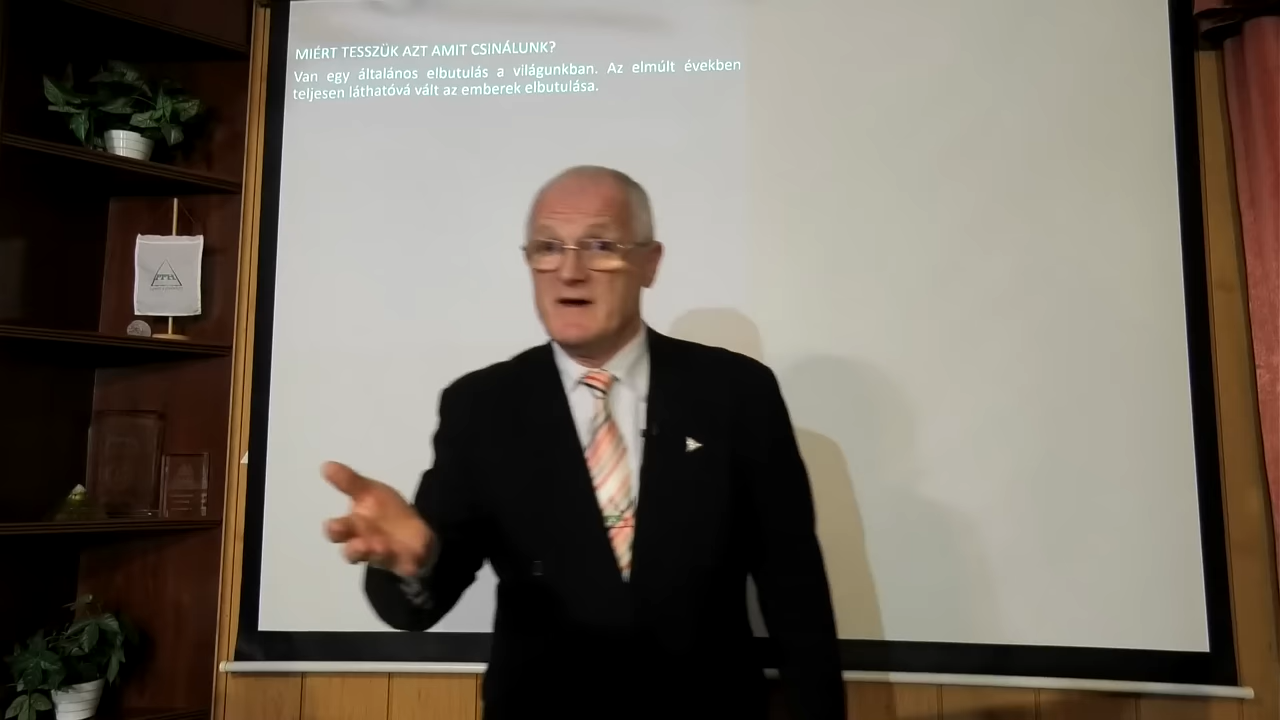 MIÉRT TESSZÜK AZT AMIT CSINÁLUNK?
Van egy általános elbutulás a világunkban. Az elmúlt években
teljesen láthatóvá vált az emberek elbutulása.